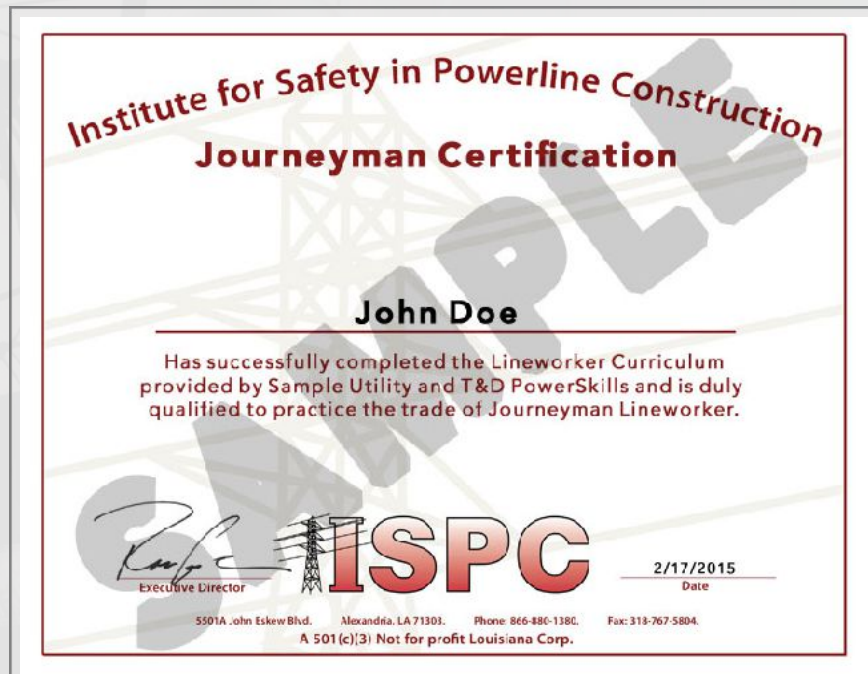 Institute for Safety in Powerline Construction
Journeyman Certification
SAMPLE
John Doe
Has successfully completed the Lineworker Curriculum
provided by Sample Utility and T&D PowerSkills and is duly
qualified to practice the trade of Journeyman Lineworker.
ISPC
2/17/2015
Executive Director
Date
5501A John Eskew Blvd. Alexandria, LA 71303. Phone: 866-880-1380. Fax: 318-767-5804.
A 501(c)(3) Not for profit Louisiana Corp.